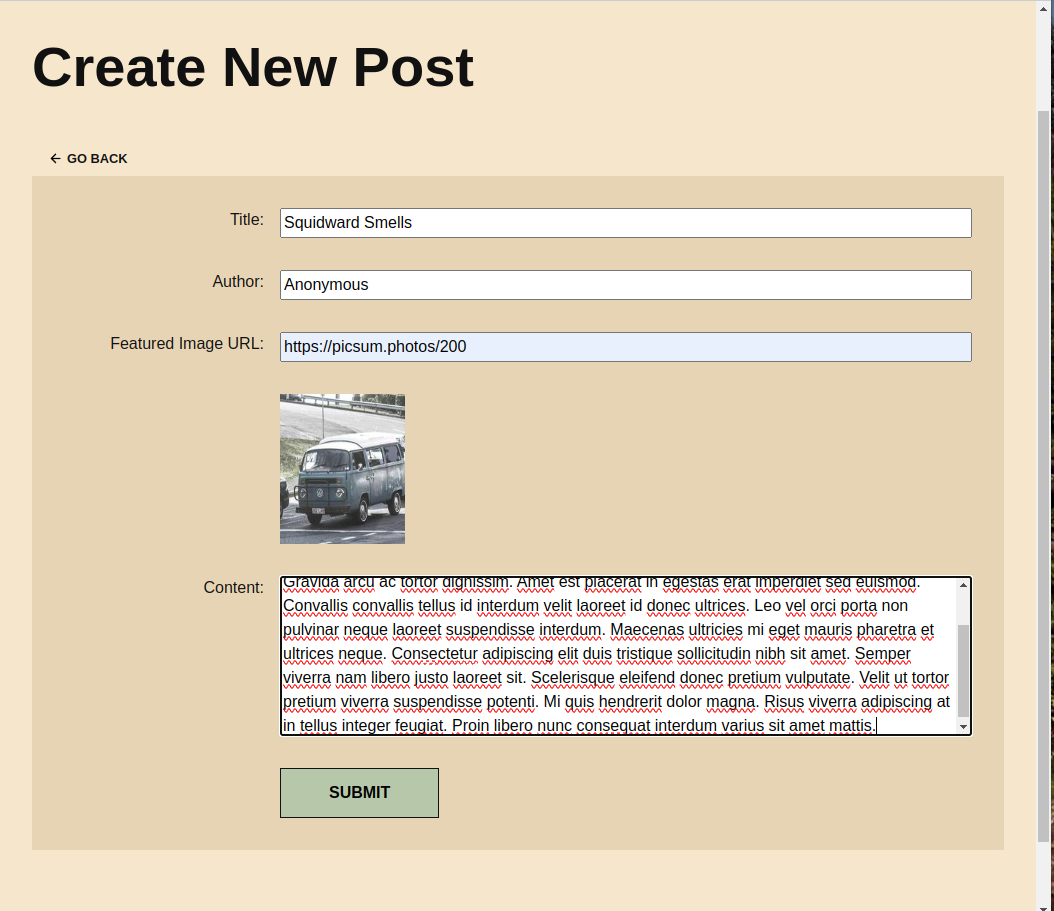 Create New Post
← GO BACK
Title: Squidward Smells
Author: Anonymous
Featured Image URL: https://picsum.photos/200
Content: Gravida arcu ac tortor dignissim. Amet est placerat in egestas erat imperdiet sed euismod.
Convallis convallis tellus id interdum velit laoreet id donec ultrices. Leo vel orci porta non
pulvinar neque laoreet suspendisse interdum. Maecenas ultricies mi eget mauris pharetra et
ultrices neque. Consectetur adipiscing elit duis tristique sollicitudin nibh sit amet. Semper
viverra nam libero justo laoreet sit. Scelerisque eleifend donec pretium vulputate. Velit ut tortor
pretium viverra suspendisse potenti. Mi quis hendrerit dolor magna. Risus viverra adipiscing at
in tellus integer feugiat. Proin libero nunc consequat interdum varius sit amet mattis.
SUBMIT